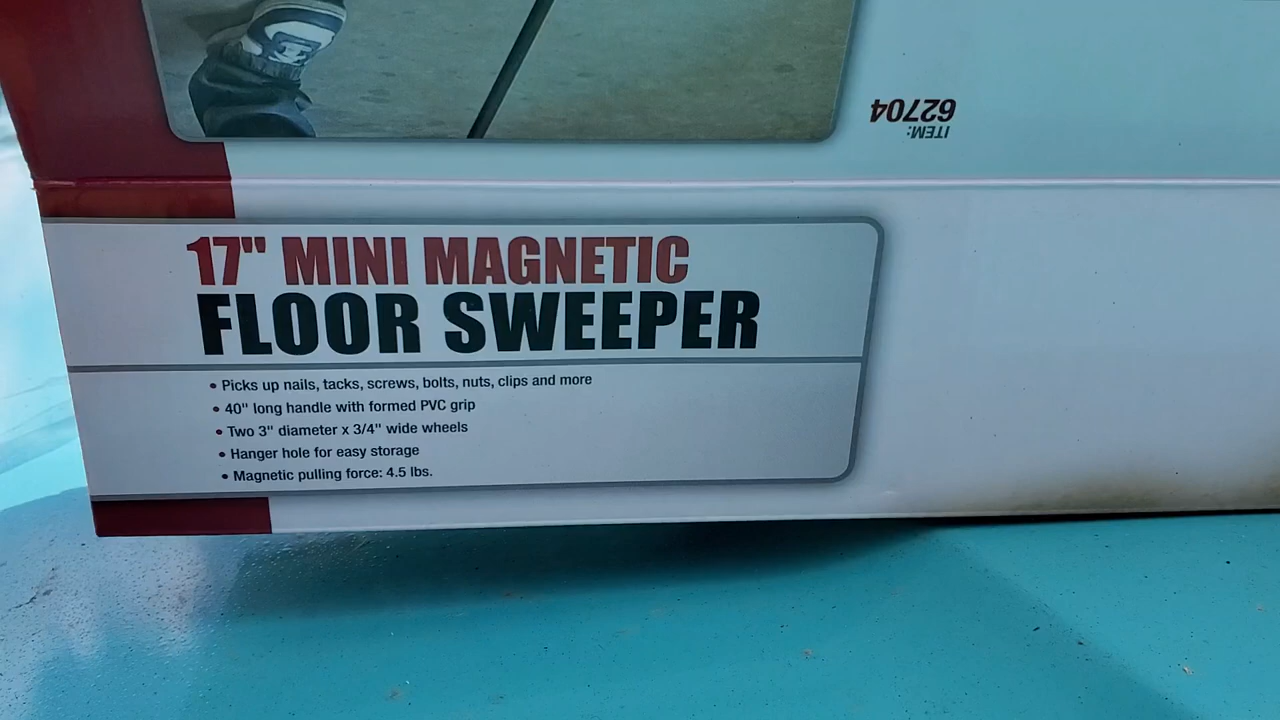 ITEM:
62704
17" MINI MAGNETIC
FLOOR SWEEPER
• Picks up nails, tacks, screws, bolts, nuts, clips and more
• 40" long handle with formed PVC grip
• Two 3" diameter x 3/4" wide wheels
• Hanger hole for easy storage
• Magnetic pulling force: 4.5 lbs.